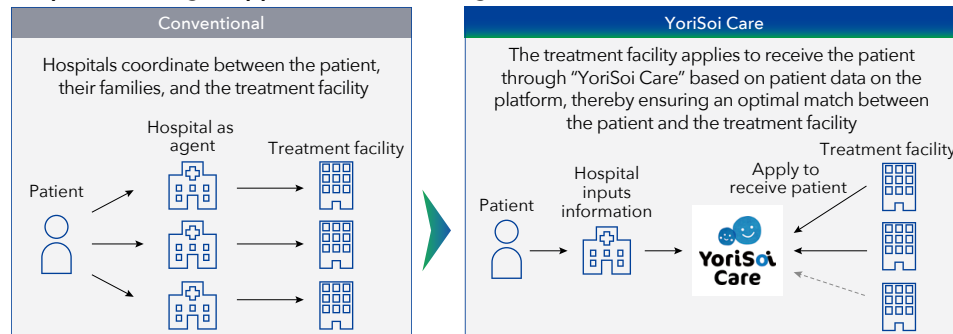 Conventional
Hospitals coordinate between the patient,
their families, and the treatment facility
Hospital as
agent
Treatment facility
Patient
YoriSoi Care
The treatment facility applies to receive the patient
through “YoriSoi Care” based on patient data on the
platform, thereby ensuring an optimal match between
the patient and the treatment facility
Treatment facility
Hospital
inputs
information
Apply to
receive patient
Patient
YoriSoi
Care